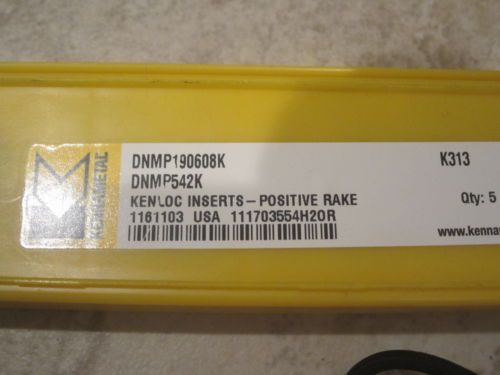 KENNAMETAL
DNMP190608K K313
DNMP542K
KENLOC INSERTS-POSITIVE RAKE Qty: 5
1161103 USA 111703554H20R
www.kenna